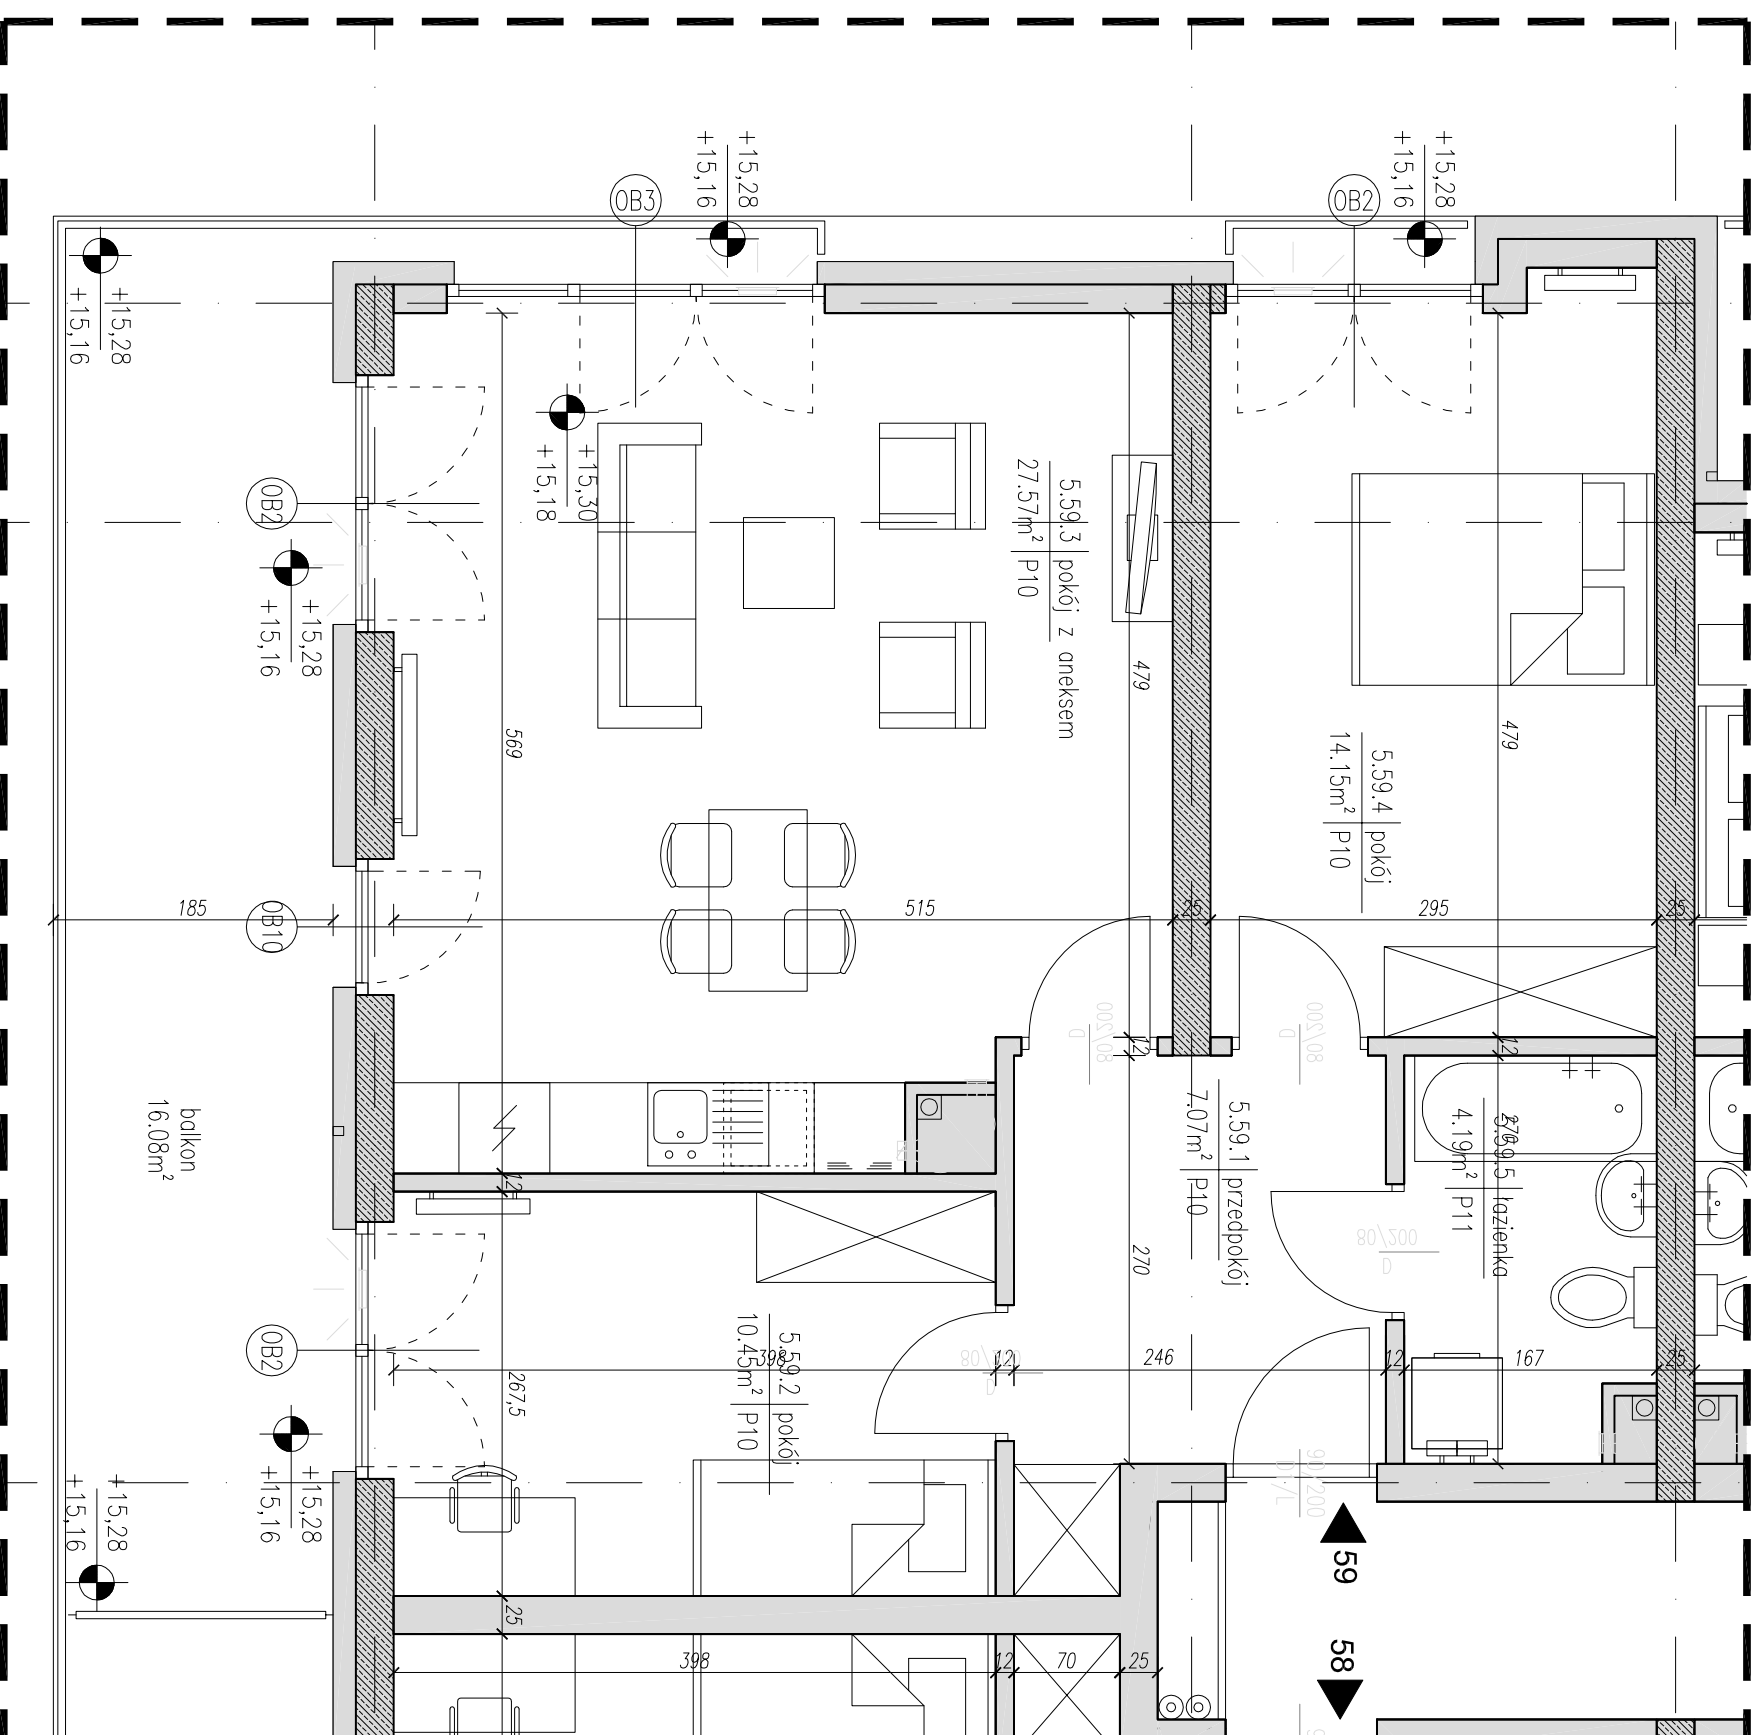 +15,28
+15,16
+15,28
+15,16
OB3
OB2
+15,28
+15,16
+15,30
+15,18
5.59.3 pokój z aneksem
27.57m² P10
OB2
+15,28
+15,16
479
479
569
5.59.4 pokój
14.15m² P10
185
OB10
515
25
295
25
80/200
D
80/200
D
12
12
balkon
16.08m²
5.59.1 przedpokój
7.07m² P10
270
5.59.5 łazienka
4.19m² P11
12
270
80/200
D
OB2
398
5.59.2 pokój
10.45m² P10
80/200
D
12
246
12
167
25
267,5
+15,28
+15,16
+15,28
+15,16
90/200
D/L
59
25
58
398
12
70
25